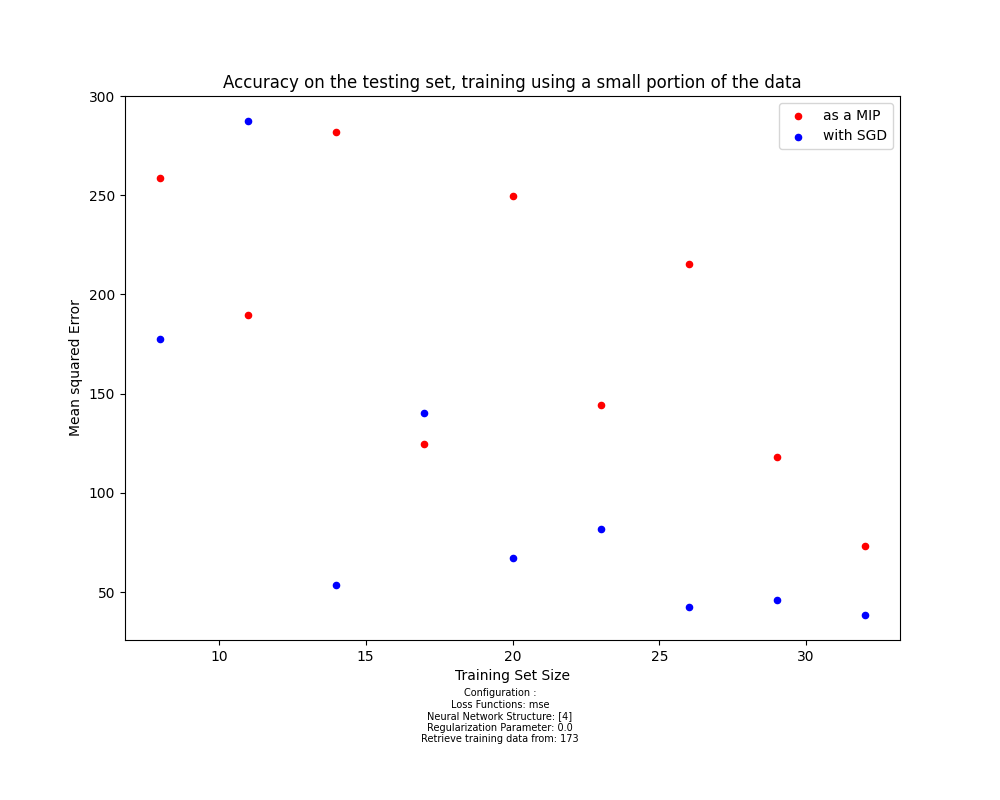 Accuracy on the testing set, training using a small portion of the data
as a MIP
with SGD
300
250
200
150
100
50
Mean squared Error
10 15 20 25 30
Training Set Size
Configuration :
Loss Functions: mse
Neural Network Structure: [4]
Regularization Parameter: 0.0
Retrieve training data from: 173